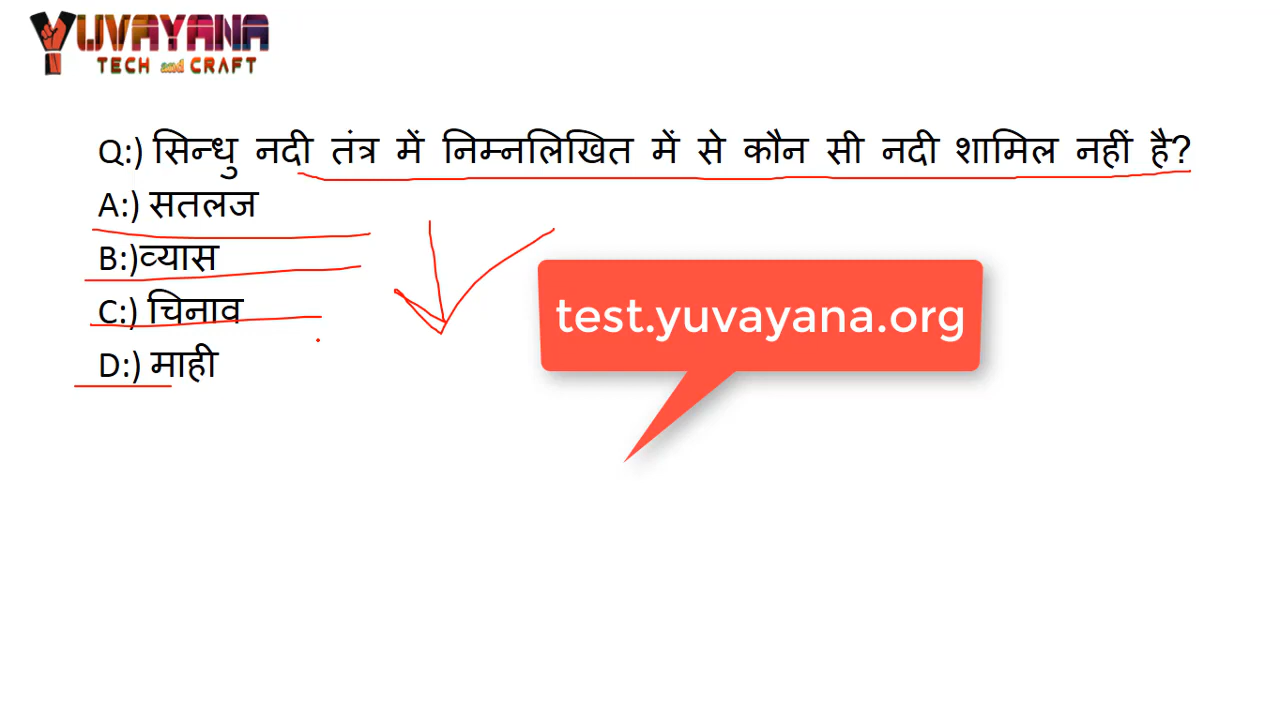 YUVAYANA
TECH and CRAFT
Q:) सिन्धु नदी तंत्र में निम्नलिखित में से कौन सी नदी शामिल नहीं है?
A:) सतलज
B:)व्यास
C:) चिनाव
D:) माही
test.yuvayana.org